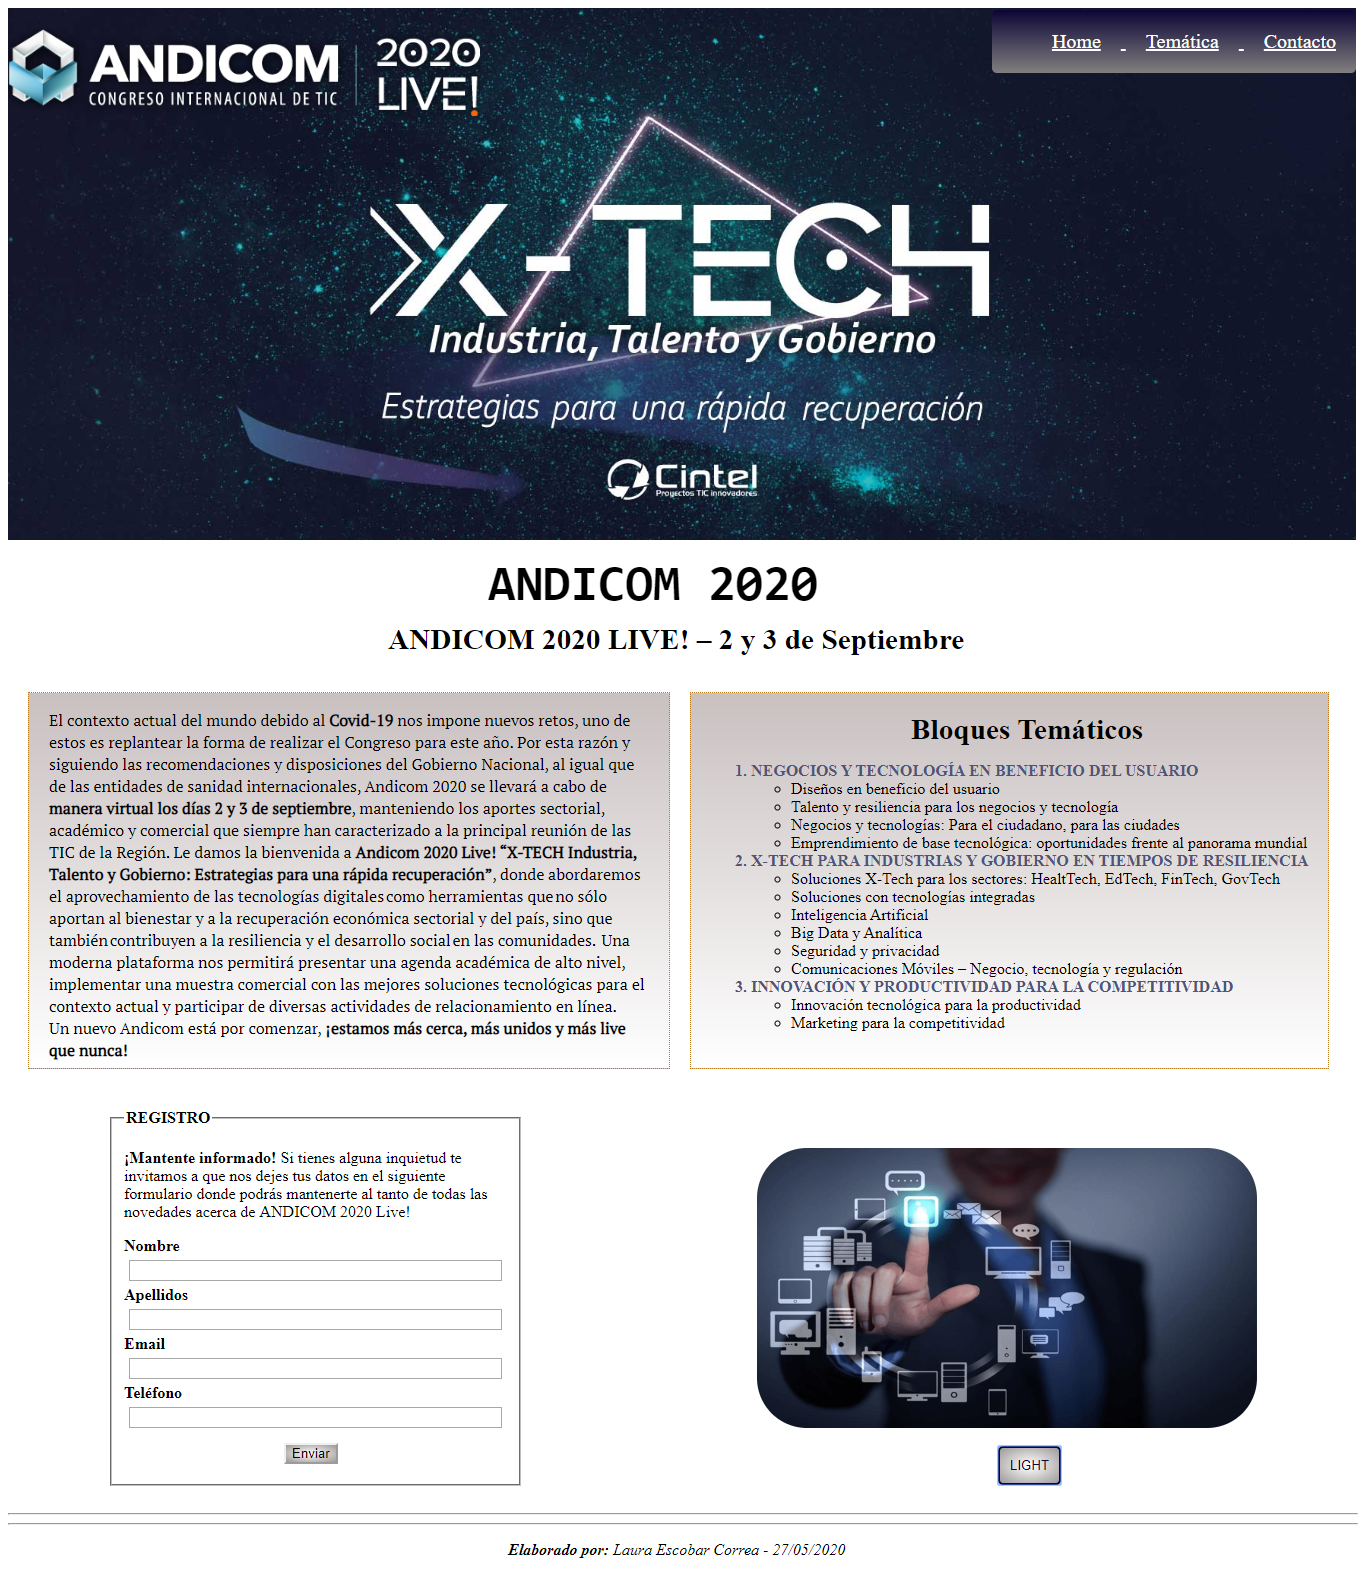 ANDICOM
CONGRESO INTERNACIONAL DE TIC
2020
LIVE!
Home - Temática - Contacto
X-TECH
Industria, Talento y Gobierno
Estrategias para una rápida recuperación
Cintel
Proyectos TIC innovadores
ANDICOM 2020
ANDICOM 2020 LIVE! – 2 y 3 de Septiembre
El contexto actual del mundo debido al Covid-19 nos impone nuevos retos, uno de
estos es replantear la forma de realizar el Congreso para este año. Por esta razón y
siguiendo las recomendaciones y disposiciones del Gobierno Nacional, al igual que
de las entidades de sanidad internacionales, Andicom 2020 se llevará a cabo de
manera virtual los días 2 y 3 de septiembre, manteniendo los aportes sectorial,
académico y comercial que siempre han caracterizado a la principal reunión de las
TIC de la Región. Le damos la bienvenida a Andicom 2020 Live! “X-TECH Industria,
Talento y Gobierno: Estrategias para una rápida recuperación”, donde abordaremos
el aprovechamiento de las tecnologías digitales como herramientas que no sólo
aportan al bienestar y a la recuperación económica sectorial y del país, sino que
también contribuyen a la resiliencia y el desarrollo social en las comunidades. Una
moderna plataforma nos permitirá presentar una agenda académica de alto nivel,
implementar una muestra comercial con las mejores soluciones tecnológicas para el
contexto actual y participar de diversas actividades de relacionamiento en línea.
Un nuevo Andicom está por comenzar, ¡estamos más cerca, más unidos y más live
que nunca!
Bloques Temáticos
1. NEGOCIOS Y TECNOLOGÍA EN BENEFICIO DEL USUARIO
Diseños en beneficio del usuario
Talento y resiliencia para los negocios y tecnología
Negocios y tecnologías: Para el ciudadano, para las ciudades
Emprendimiento de base tecnológica: oportunidades frente al panorama mundial
2. X-TECH PARA INDUSTRIAS Y GOBIERNO EN TIEMPOS DE RESILIENCIA
Soluciones X-Tech para los sectores: HealtTech, EdTech, FinTech, GovTech
Soluciones con tecnologías integradas
Inteligencia Artificial
Big Data y Analítica
Seguridad y privacidad
Comunicaciones Móviles – Negocio, tecnología y regulación
3. INNOVACIÓN Y PRODUCTIVIDAD PARA LA COMPETITIVIDAD
Innovación tecnológica para la productividad
Marketing para la competitividad
REGISTRO
¡Mantente informado! Si tienes alguna inquietud te
invitamos a que nos dejes tus datos en el siguiente
formulario donde podrás mantenerte al tanto de todas las
novedades acerca de ANDICOM 2020 Live!
Nombre
Apellidos
Email
Teléfono
Enviar
LIGHT
Elaborado por: Laura Escobar Correa - 27/05/2020